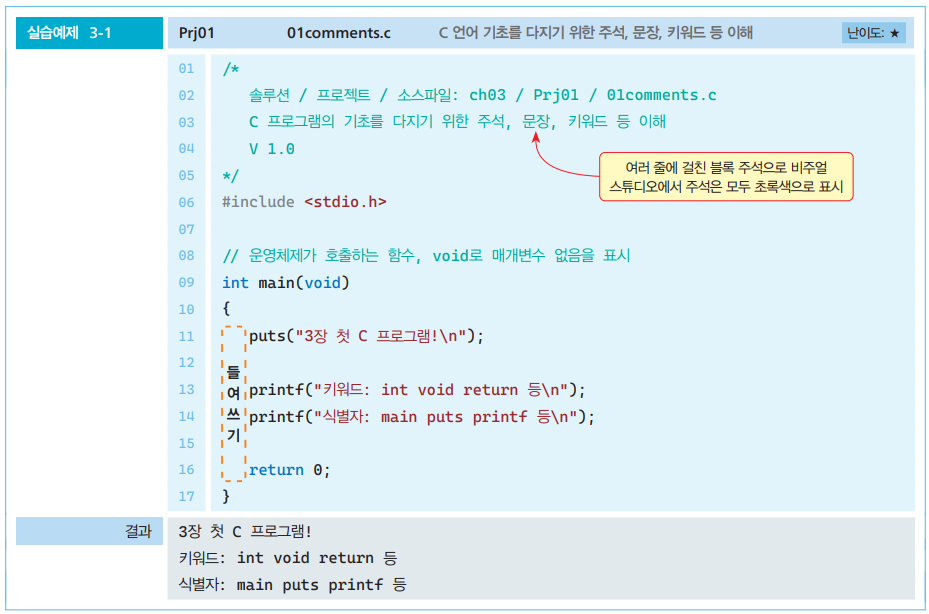 실습예제 3-1 Prj01 01comments.c C 언어 기초를 다지기 위한 주석, 문장, 키워드 등 이해 난이도: ★
01 /*
02 솔루션 / 프로젝트 / 소스파일: ch03 / Prj01 / 01comments.c
03 C 프로그램의 기초를 다지기 위한 주석, 문장, 키워드 등 이해
04 V 1.0
05 */
여러 줄에 걸친 블록 주석으로 비주얼
스튜디오에서 주석은 모두 초록색으로 표시
06 #include <stdio.h>
07
08 // 운영체제가 호출하는 함수, void로 매개변수 없음을 표시
09 int main(void)
10 {
11 puts("3장 첫 C 프로그램!\n");
12
13 printf("키워드: int void return 등\n");
14 printf("식별자: main puts printf 등\n");
15
16 return 0;
17 }
들
여
쓰
기
결과
3장 첫 C 프로그램!
키워드: int void return 등
식별자: main puts printf 등